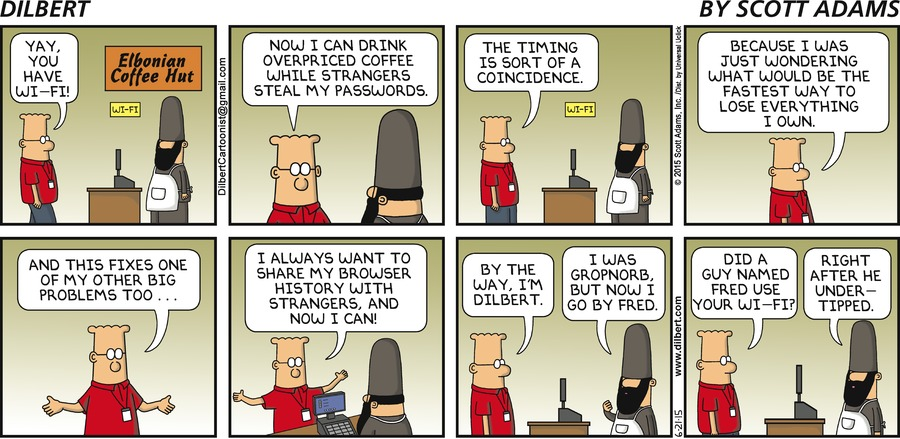 DILBERT
BY SCOTT ADAMS
YAY,
YOU
HAVE
WI-FI!
Elbonian
Coffee Hut
WI-FI
DilbertCartoonist@gmail.com
NOW I CAN DRINK
OVERPRICED COFFEE
WHILE STRANGERS
STEAL MY PASSWORDS.
THE TIMING
IS SORT OF A
COINCIDENCE.
WI-FI
© 2015 Scott Adams, Inc. /Dist. by Universal Uclick
BECAUSE I WAS
JUST WONDERING
WHAT WOULD BE THE
FASTEST WAY TO
LOSE EVERYTHING
I OWN.
AND THIS FIXES ONE
OF MY OTHER BIG
PROBLEMS TOO . . .
I ALWAYS WANT TO
SHARE MY BROWSER
HISTORY WITH
STRANGERS, AND
NOW I CAN!
BY THE
WAY, I'M
DILBERT.
I WAS
GROPNORB,
BUT NOW I
GO BY FRED.
6-21-15
www.dilbert.com
DID A
GUY NAMED
FRED USE
YOUR WI-FI?
RIGHT
AFTER HE
UNDER-
TIPPED.